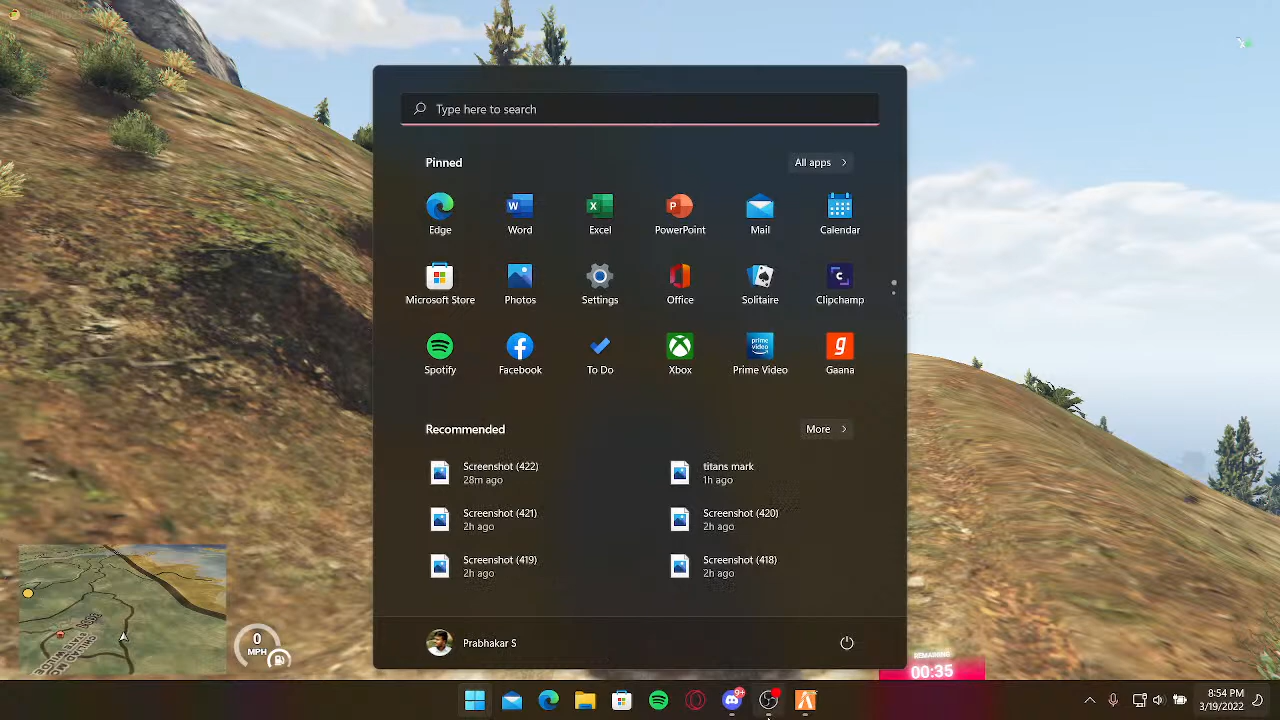 Type here to search
Pinned
All apps
Edge
Word
Excel
PowerPoint
Mail
Calendar
Microsoft Store
Photos
Settings
Office
Solitaire
Clipchamp
Spotify
Facebook
To Do
Xbox
Prime Video
Gaana
Recommended
More
Screenshot (422)
28m ago
titans mark
1h ago
Screenshot (421)
2h ago
Screenshot (420)
2h ago
Screenshot (419)
2h ago
Screenshot (418)
2h ago
Prabhakar S
0
MPH
REMAINING
00:35
9+
8:54 PM
3/19/2022